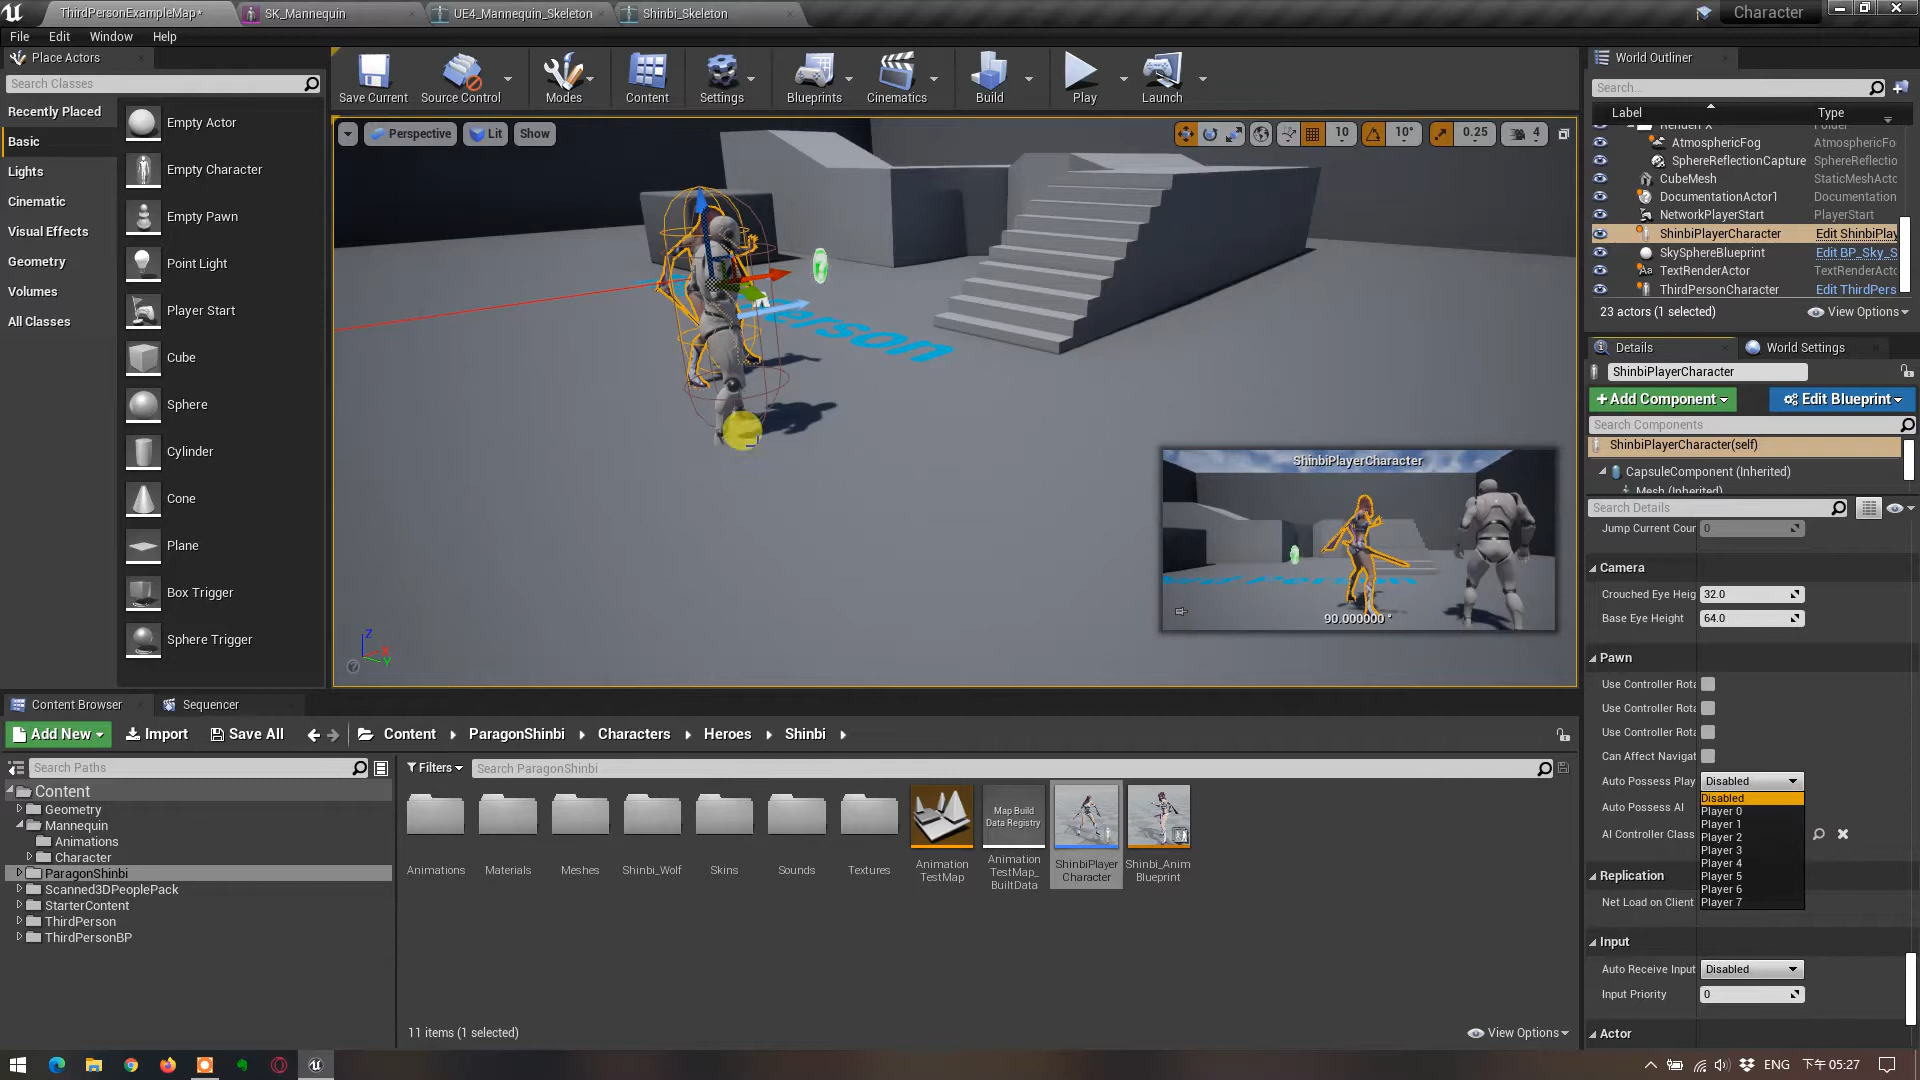 ThirdPersonExampleMap*
SK_Mannequin
UE4_Mannequin_Skeleton
Shinbi_Skeleton
Character
File
Edit
Window
Help
Place Actors
Search Classes
Recently Placed
Basic
Lights
Cinematic
Visual Effects
Geometry
Volumes
All Classes
Empty Actor
Empty Character
Empty Pawn
Point Light
Player Start
Cube
Sphere
Cylinder
Cone
Plane
Box Trigger
Sphere Trigger
Save Current
Source Control
Modes
Content
Settings
Blueprints
Cinematics
Build
Play
Launch
Perspective
Lit
Show
10
10°
0.25
4
erson
Z
X
Y
ShinbiPlayerCharacter
90.000000 °
World Outliner
Search...
Label
Type
RenderFX
Folder
AtmosphericFog
AtmosphericFo
SphereReflectionCapture
SphereReflectio
CubeMesh
StaticMeshActo
DocumentationActor1
Documentation
NetworkPlayerStart
PlayerStart
ShinbiPlayerCharacter
Edit ShinbiPlay
SkySphereBlueprint
Edit BP_Sky_S
TextRenderActor
TextRenderActo
ThirdPersonCharacter
Edit ThirdPers
23 actors (1 selected)
View Options
Details
World Settings
ShinbiPlayerCharacter
+Add Component
Edit Blueprint
Search Components
ShinbiPlayerCharacter(self)
CapsuleComponent (Inherited)
Mesh (Inherited)
Search Details
Jump Current Cour
0
Camera
Crouched Eye Heig
32.0
Base Eye Height
64.0
Pawn
Use Controller Rota
Use Controller Rota
Use Controller Rota
Can Affect Navigat
Auto Possess Play
Disabled
Disabled
Player 0
Player 1
Player 2
Player 3
Player 4
Player 5
Player 6
Player 7
Auto Possess AI
AI Controller Class
Replication
Net Load on Client
Input
Auto Receive Input
Disabled
Input Priority
0
Actor
Content Browser
Sequencer
Add New
Import
Save All
Content
ParagonShinbi
Characters
Heroes
Shinbi
Search Paths
Filters
Search ParagonShinbi
Content
Geometry
Mannequin
Animations
Character
ParagonShinbi
Scanned3DPeoplePack
StarterContent
ThirdPerson
ThirdPersonBP
Animations
Materials
Meshes
Shinbi_Wolf
Skins
Sounds
Textures
Animation
TestMap
Map Build
Data Registry
Animation
TestMap_
BuiltData
ShinbiPlayer
Character
Shinbi_Anim
Blueprint
11 items (1 selected)
View Options
ENG
下午 05:27